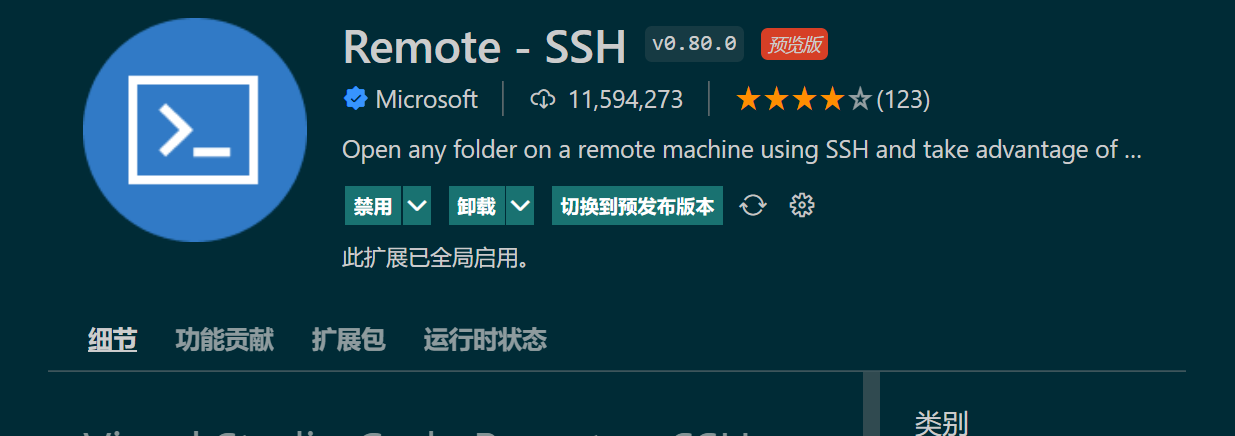 Remote - SSH v0.80.0 预览版
Microsoft 11,594,273 (123)
Open any folder on a remote machine using SSH and take advantage of ...
禁用 卸载 切换到预发布版本
此扩展已全局启用。
细节 功能贡献 扩展包 运行时状态
类别